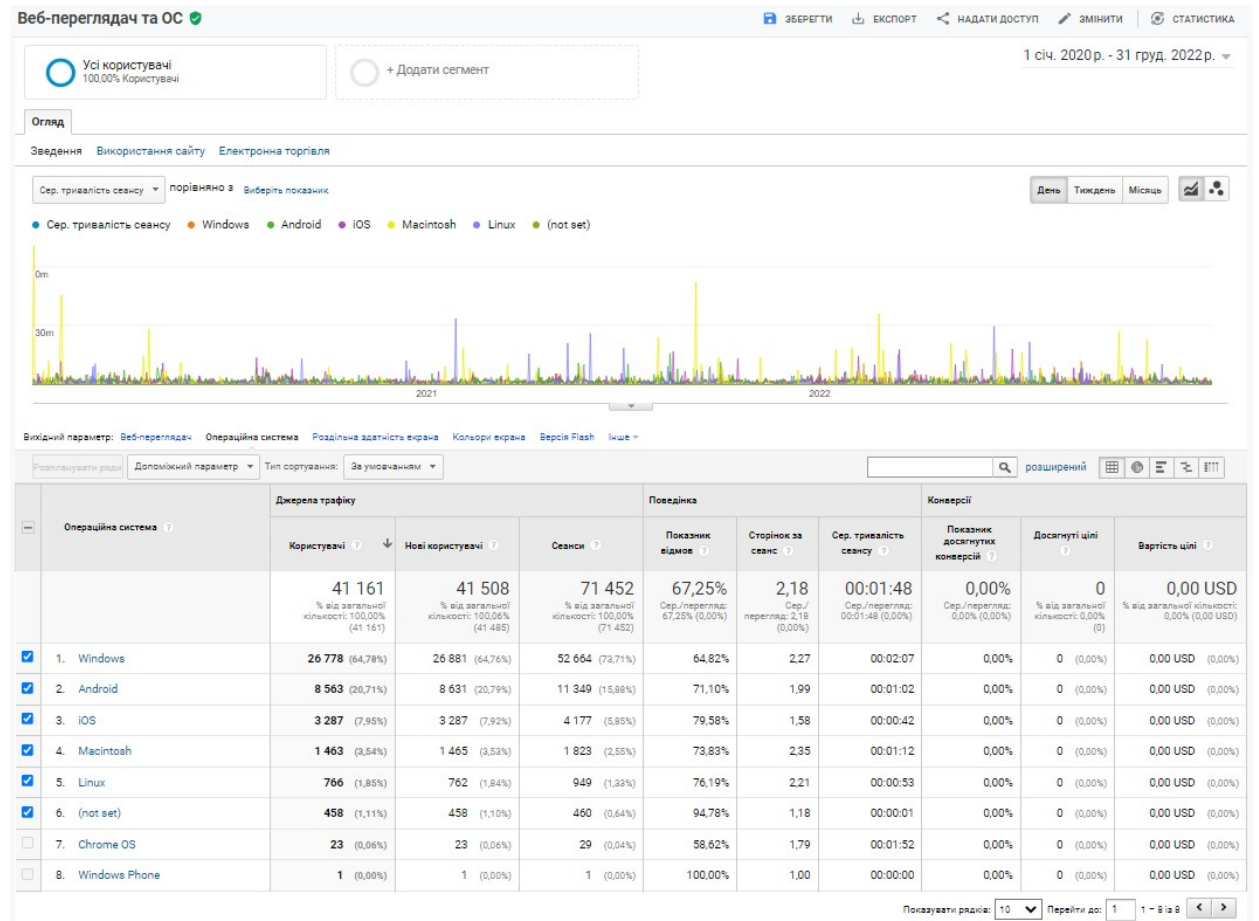 Веб-переглядач та ОС
ЗБЕРЕГТИ ЕКСПОРТ НАДАТИ ДОСТУП ЗМІНИТИ СТАТИСТИКА
Усі користувачі
100,00% Користувачі
+ Додати сегмент
1 січ. 2020 р. - 31 груд. 2022 р.
Огляд
Зведення Використання сайту Електронна торгівля
Сер. тривалість сеансу порівняно з Виберіть показник
День Тиждень Місяць
Сер. тривалість сеансу Windows Android iOS Macintosh Linux (not set)
0m
30m
2021 2022
Вихідний параметр: Веб-переглядач Операційна система Роздільна здатність екрана Кольори екрана Версія Flash Інше
Розпланувати ряди Допоміжний параметр Тип сортування: За умовчанням розширений
Операційна система ?
Джерела трафіку Поведінка Конверсії
Користувачі ? Нові користувачі ? Сеанси ? Показник відмов ? Сторінок за сеанс ? Сер. тривалість сеансу ? Показник досягнутих конверсій ? Досягнуті цілі ? Вартість цілі ?
41 161 41 508 71 452 67,25% 2,18 00:01:48 0,00% 0 0,00 USD
% від загальної кількості: 100,00% (41 161) % від загальної кількості: 100,06% (41 485) % від загальної кількості: 100,00% (71 452) Сер./перегляд: 67,25% (0,00%) Сер./перегляд: 2,18 (0,00%) Сер./перегляд: 00:01:48 (0,00%) Сер./перегляд: 0,00% (0,00%) % від загальної кількості: 0,00% (0) % від загальної кількості: 0,00% (0,00 USD)
1. Windows 26 778 (64,78%) 26 881 (64,76%) 52 664 (73,71%) 64,82% 2,27 00:02:07 0,00% 0 (0,00%) 0,00 USD (0,00%)
2. Android 8 563 (20,71%) 8 631 (20,79%) 11 349 (15,88%) 71,10% 1,99 00:01:02 0,00% 0 (0,00%) 0,00 USD (0,00%)
3. iOS 3 287 (7,95%) 3 287 (7,92%) 4 177 (5,85%) 79,58% 1,58 00:00:42 0,00% 0 (0,00%) 0,00 USD (0,00%)
4. Macintosh 1 463 (3,54%) 1 465 (3,53%) 1 823 (2,55%) 73,83% 2,35 00:01:12 0,00% 0 (0,00%) 0,00 USD (0,00%)
5. Linux 766 (1,85%) 762 (1,84%) 949 (1,33%) 76,19% 2,21 00:00:53 0,00% 0 (0,00%) 0,00 USD (0,00%)
6. (not set) 458 (1,11%) 458 (1,10%) 460 (0,64%) 94,78% 1,18 00:00:01 0,00% 0 (0,00%) 0,00 USD (0,00%)
7. Chrome OS 23 (0,06%) 23 (0,06%) 29 (0,04%) 58,62% 1,79 00:01:52 0,00% 0 (0,00%) 0,00 USD (0,00%)
8. Windows Phone 1 (0,00%) 1 (0,00%) 1 (0,00%) 100,00% 1,00 00:00:00 0,00% 0 (0,00%) 0,00 USD (0,00%)
Показувати рядків: 10 Перейти до: 1 1 – 8 із 8